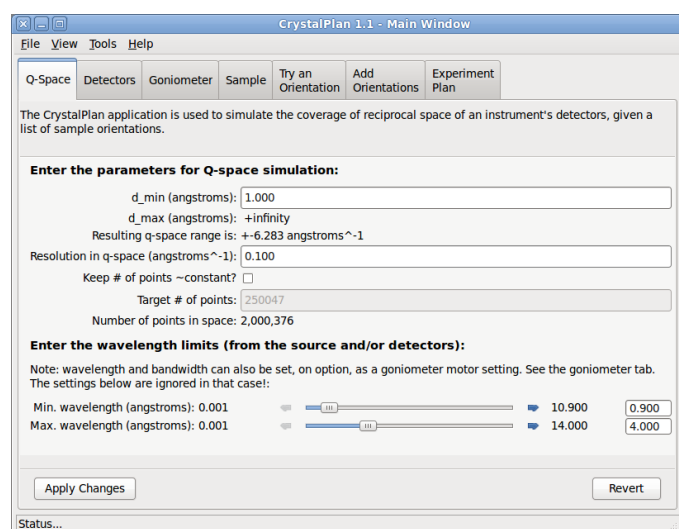 CrystalPlan 1.1 - Main Window
File View Tools Help
Q-Space Detectors Goniometer Sample Try an Orientation Add Orientations Experiment Plan
The CrystalPlan application is used to simulate the coverage of reciprocal space of an instrument's detectors, given a
list of sample orientations.
Enter the parameters for Q-space simulation:
d_min (angstroms): 1.000
d_max (angstroms): +infinity
Resulting q-space range is: +-6.283 angstroms^-1
Resolution in q-space (angstroms^-1): 0.100
Keep # of points ~constant?
Target # of points: 250047
Number of points in space: 2,000,376
Enter the wavelength limits (from the source and/or detectors):
Note: wavelength and bandwidth can also be set, on option, as a goniometer motor setting. See the goniometer tab.
The settings below are ignored in that case!:
Min. wavelength (angstroms): 0.001 10.900 0.900
Max. wavelength (angstroms): 0.001 14.000 4.000
Apply Changes Revert
Status...